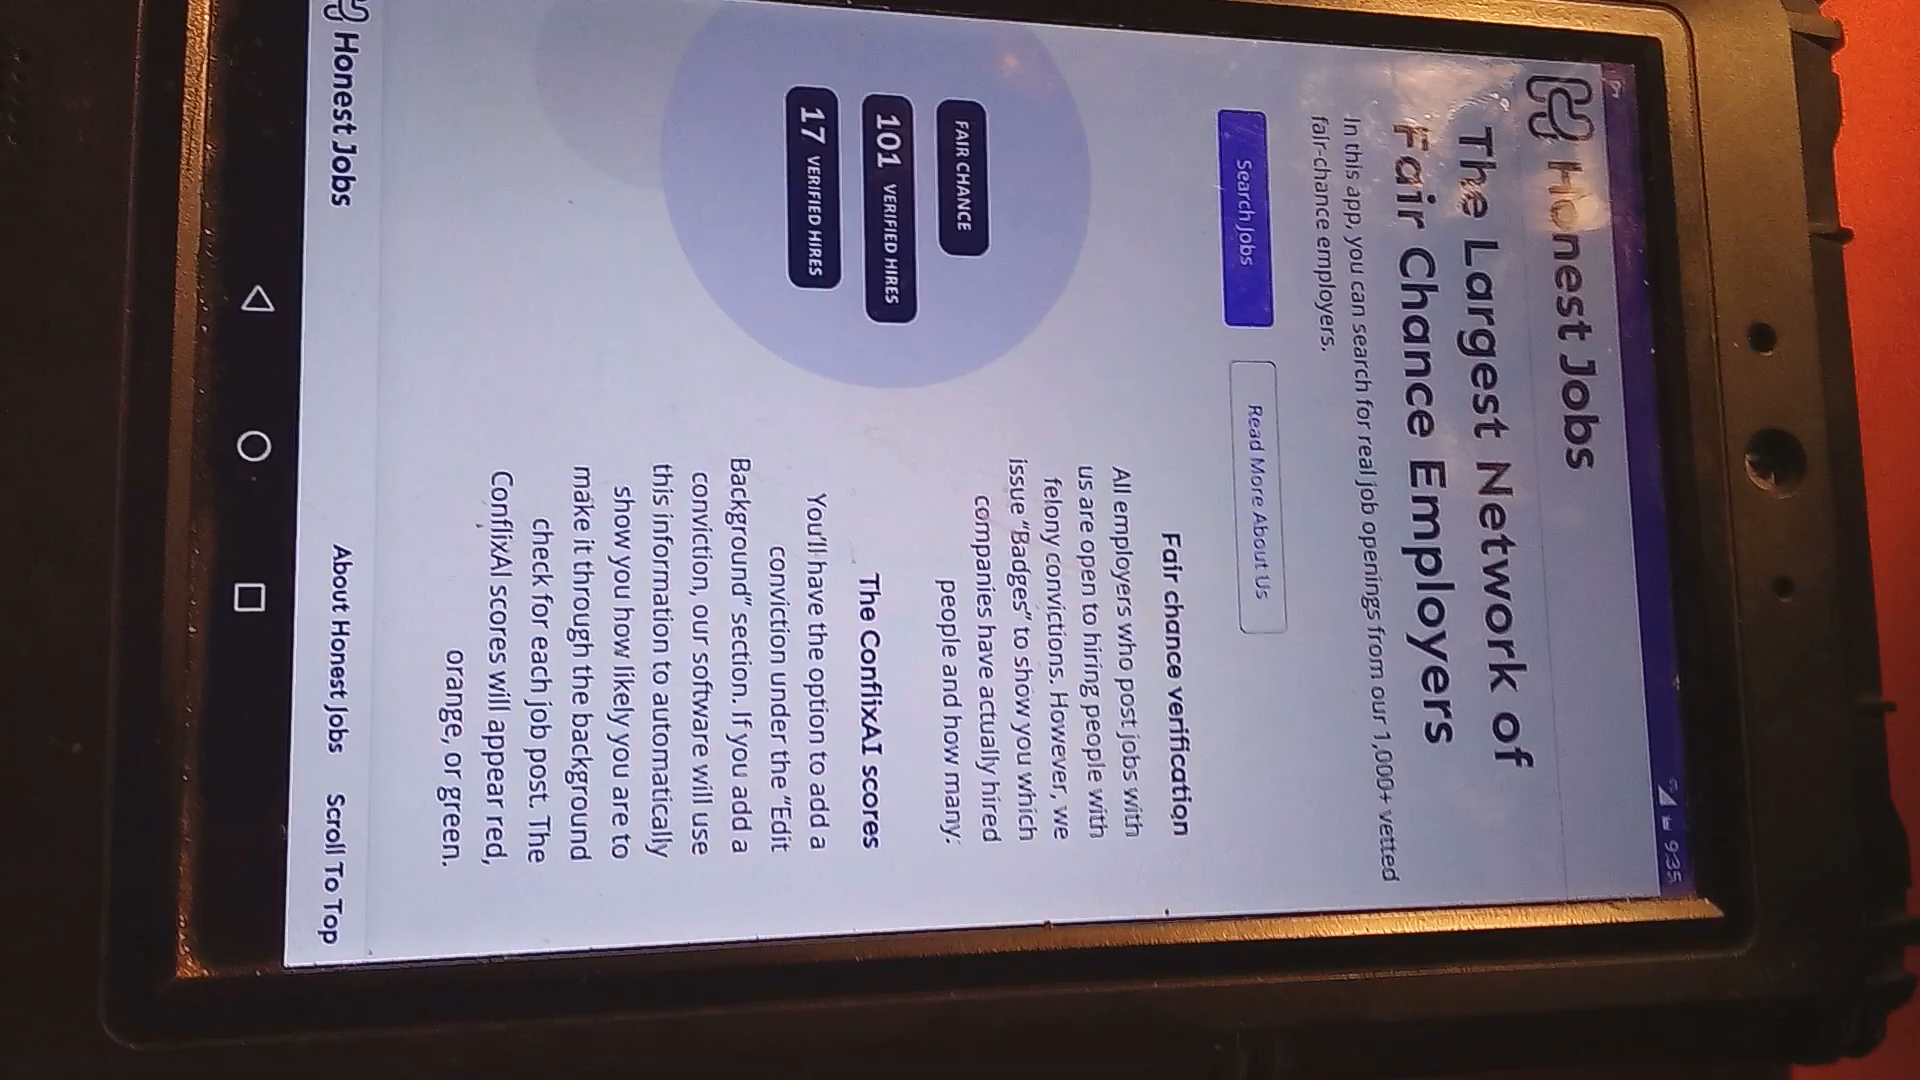 9:35
Honest Jobs
The Largest Network of
Fair Chance Employers
In this app, you can search for real job openings from our 1,000+ vetted
fair-chance employers.
Search Jobs
Read More About Us
FAIR CHANCE
101 VERIFIED HIRES
17 VERIFIED HIRES
Fair chance verification
All employers who post jobs with
us are open to hiring people with
felony convictions. However, we
issue "Badges" to show you which
companies have actually hired
people and how many.
The ConflixAI scores
You'll have the option to add a
conviction under the "Edit
Background" section. If you add a
conviction, our software will use
this information to automatically
show you how likely you are to
make it through the background
check for each job post. The
ConflixAI scores will appear red,
orange, or green.
Honest Jobs
About Honest Jobs
Scroll To Top